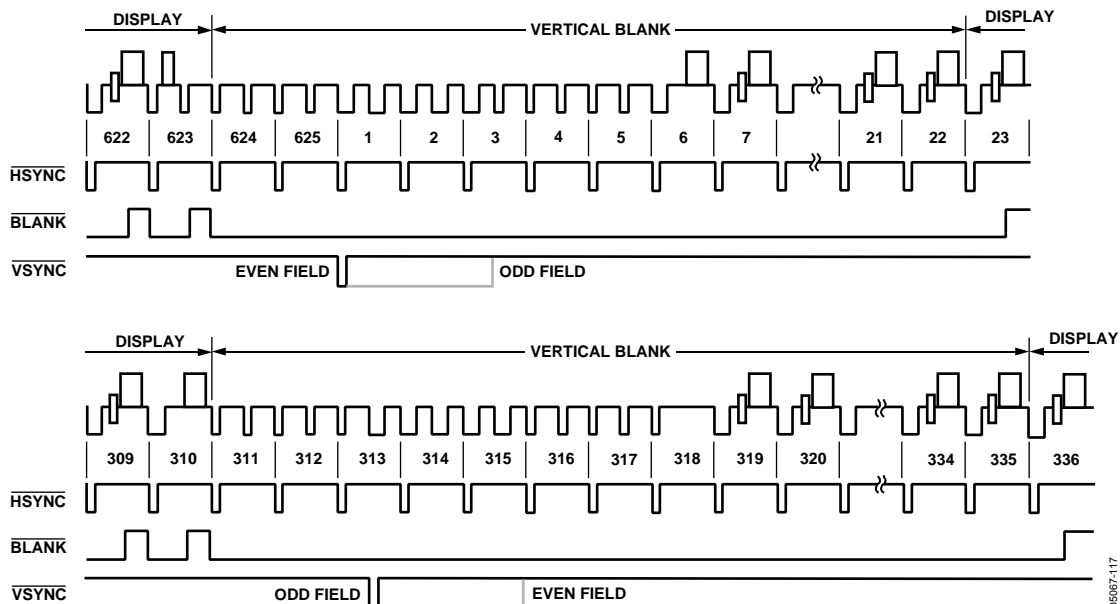 DISPLAY VERTICAL BLANK DISPLAY
622 623 624 625 1 2 3 4 5 6 7 21 22 23
HSYNC
BLANK
VSYNC EVEN FIELD ODD FIELD
DISPLAY VERTICAL BLANK DISPLAY
309 310 311 312 313 314 315 316 317 318 319 320 334 335 336
HSYNC
BLANK
VSYNC ODD FIELD EVEN FIELD
05067-117